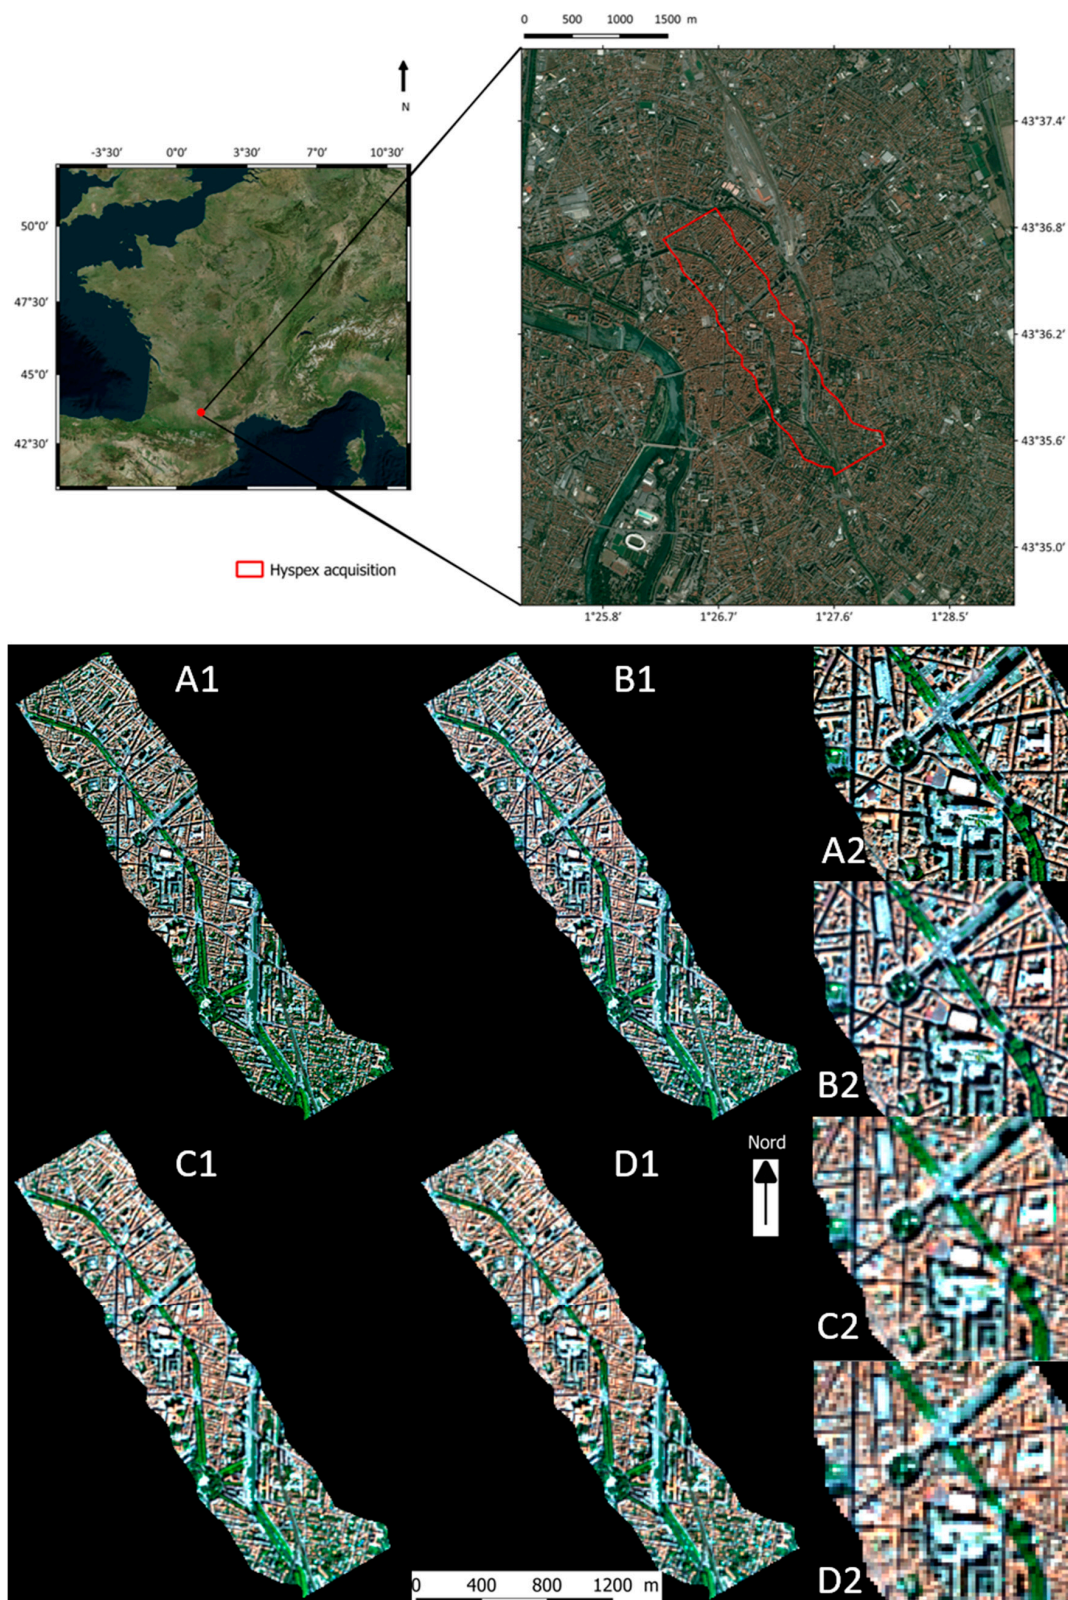 0 500 1000 1500 m
N
-3°30 0°0' 3°30 7°0' 10°30
50°0'
47°30'
45°0'
42°30'
43°37.4'
43°36.8'
43°36.2'
43°35.6'
43°35.0'
1°25.8' 1°26.7' 1°27.6' 1°28.5'
Hyspex acquisition
A1
B1
A2
B2
C1
D1
Nord
C2
D2
0 400 800 1200 m